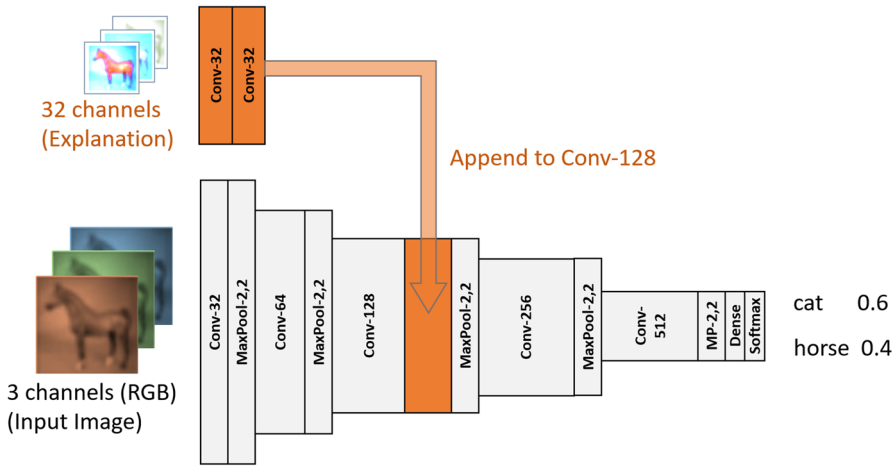 32 channels
(Explanation)
Conv-32
Conv-32
Append to Conv-128
3 channels (RGB)
(Input Image)
Conv-32
MaxPool-2,2
Conv-64
MaxPool-2,2
Conv-128
MaxPool-2,2
Conv-256
MaxPool-2,2
Conv-
512
MP-2,2
Dense
Softmax
cat 0.6
horse 0.4